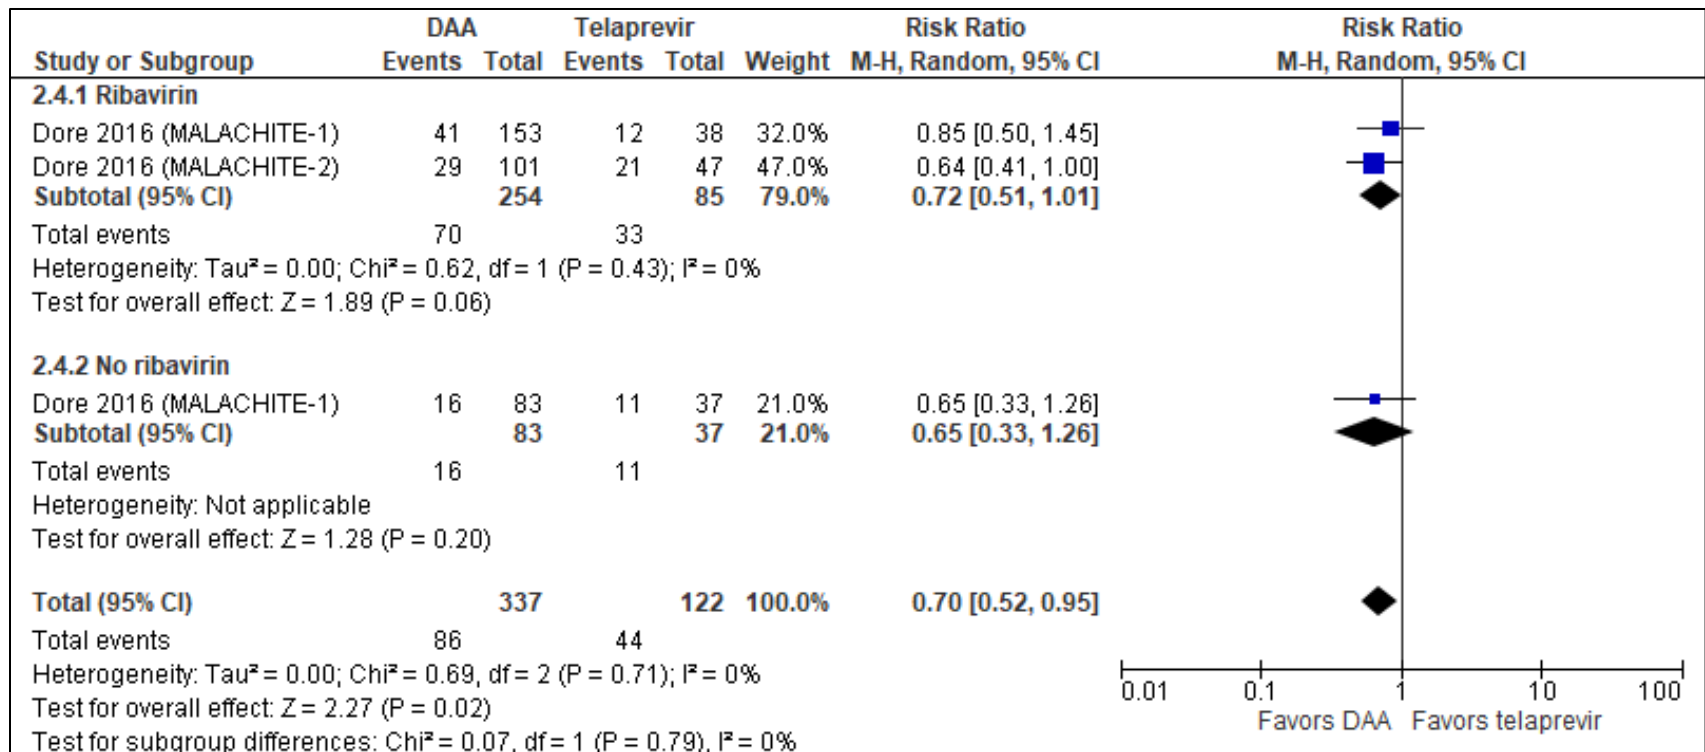 DAA Telaprevir Risk Ratio Risk Ratio
Study or Subgroup Events Total Events Total Weight M-H, Random, 95% CI M-H, Random, 95% CI
2.4.1 Ribavirin
Dore 2016 (MALACHITE-1) 41 153 12 38 32.0% 0.85 [0.50, 1.45]
Dore 2016 (MALACHITE-2) 29 101 21 47 47.0% 0.64 [0.41, 1.00]
Subtotal (95% CI) 254 85 79.0% 0.72 [0.51, 1.01]
Total events 70 33
Heterogeneity: Tau² = 0.00; Chi² = 0.62, df = 1 (P = 0.43); I² = 0%
Test for overall effect: Z = 1.89 (P = 0.06)
2.4.2 No ribavirin
Dore 2016 (MALACHITE-1) 16 83 11 37 21.0% 0.65 [0.33, 1.26]
Subtotal (95% CI) 83 37 21.0% 0.65 [0.33, 1.26]
Total events 16 11
Heterogeneity: Not applicable
Test for overall effect: Z = 1.28 (P = 0.20)
Total (95% CI) 337 122 100.0% 0.70 [0.52, 0.95]
Total events 86 44
Heterogeneity: Tau² = 0.00; Chi² = 0.69, df = 2 (P = 0.71); I² = 0%
Test for overall effect: Z = 2.27 (P = 0.02)
Test for subgroup differences: Chi² = 0.07, df = 1 (P = 0.79), I² = 0%
0.01 0.1 1 10 100
Favors DAA Favors telaprevir